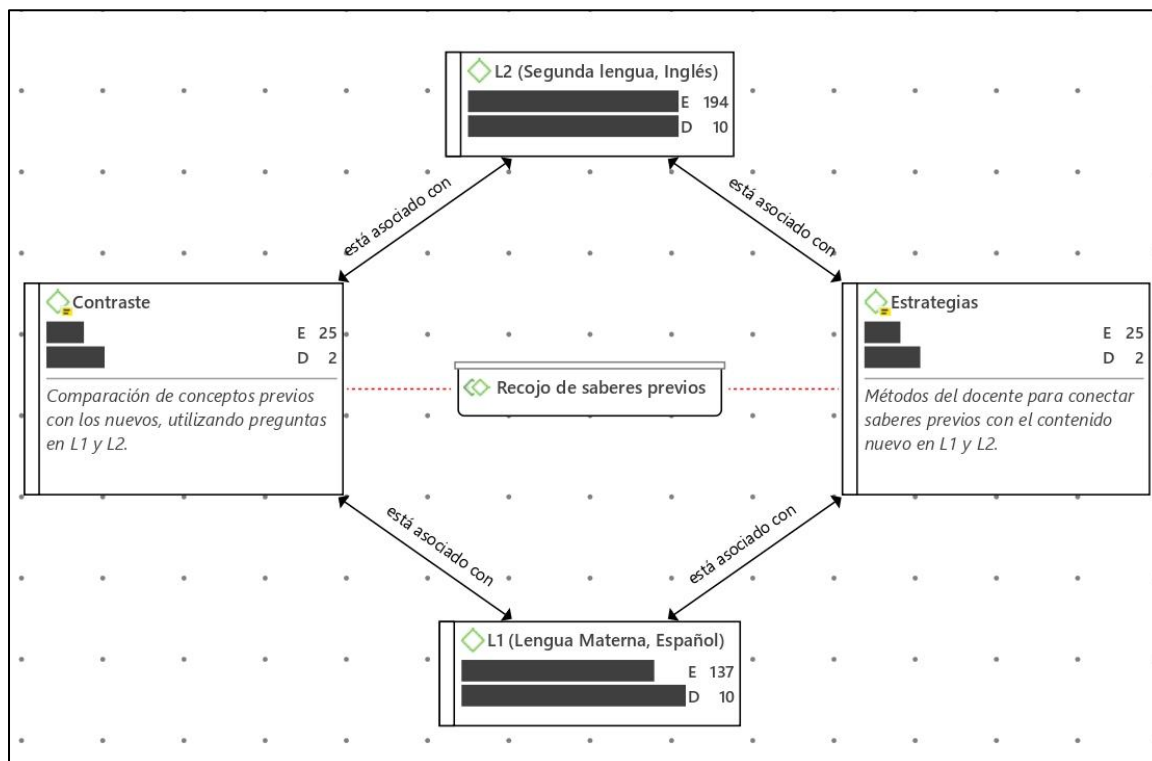 L2 (Segunda lengua, Inglés)
E 194
D 10
está asociado con
está asociado con
Contraste
E 25
D 2
Comparación de conceptos previos
con los nuevos, utilizando preguntas
en L1 y L2.
Recojo de saberes previos
Estrategias
E 25
D 2
Métodos del docente para conectar
saberes previos con el contenido
nuevo en L1 y L2.
está asociado con
está asociado con
L1 (Lengua Materna, Español)
E 137
D 10